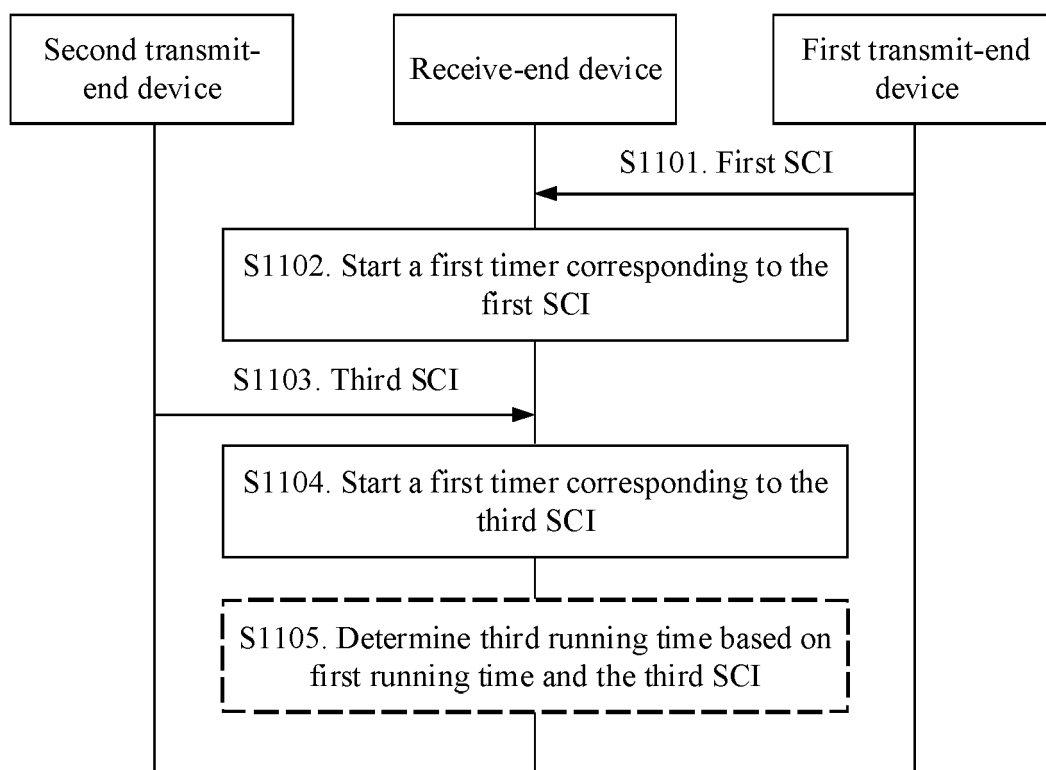 Second transmit-
end device
Receive-end device
First transmit-end
device
S1101. First SCI
S1102. Start a first timer corresponding to the
first SCI
S1103. Third SCI
S1104. Start a first timer corresponding to the
third SCI
S1105. Determine third running time based on
first running time and the third SCI